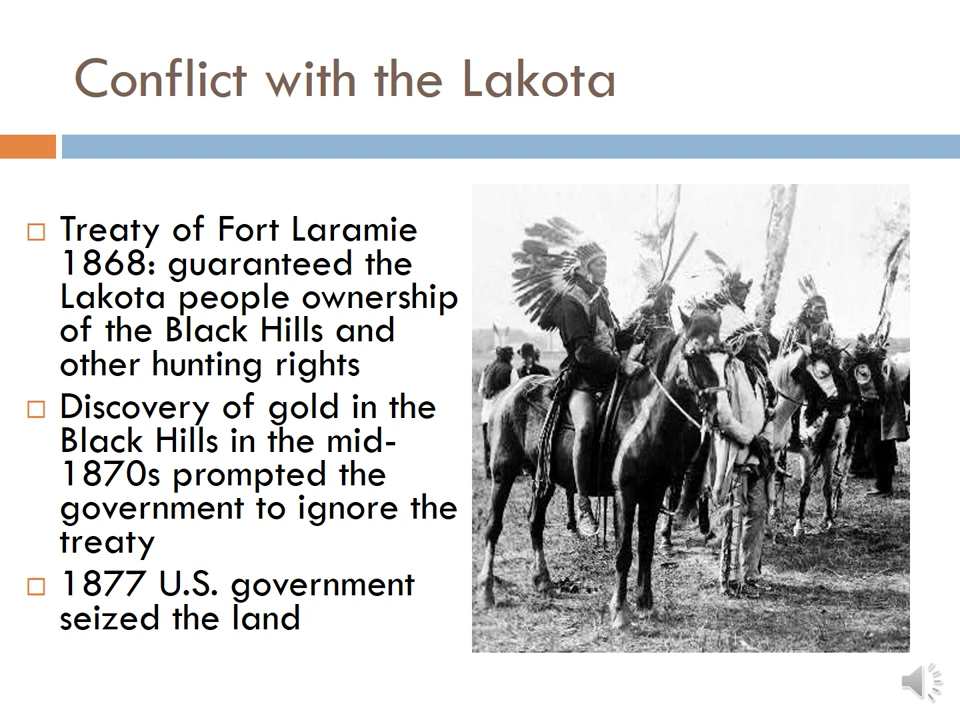 Conflict with the Lakota
Treaty of Fort Laramie
1868: guaranteed the
Lakota people ownership
of the Black Hills and
other hunting rights
Discovery of gold in the
Black Hills in the mid-
1870s prompted the
government to ignore the
treaty
1877 U.S. government
seized the land